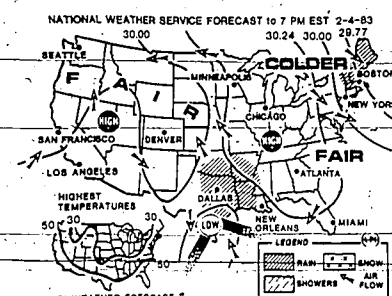 NATIONAL WEATHER SERVICE FORECAST to 7 PM EST 2-4-83
30.00
30.24 30.00 29.77
SEATTLE
COLDER
MINNEAPOLIS
BOSTON
FAIR
NEW YORK
CHICAGO
HIGH
HIGH
SAN FRANCISCO
DENVER
FAIR
LOS ANGELES
ATLANTA
HIGHEST
TEMPERATURES
DALLAS
30
30
50
LOW
NEW
ORLEANS
MIAMI
LEGEND
RAIN
SNOW
SHOWERS
AIR
FLOW
50